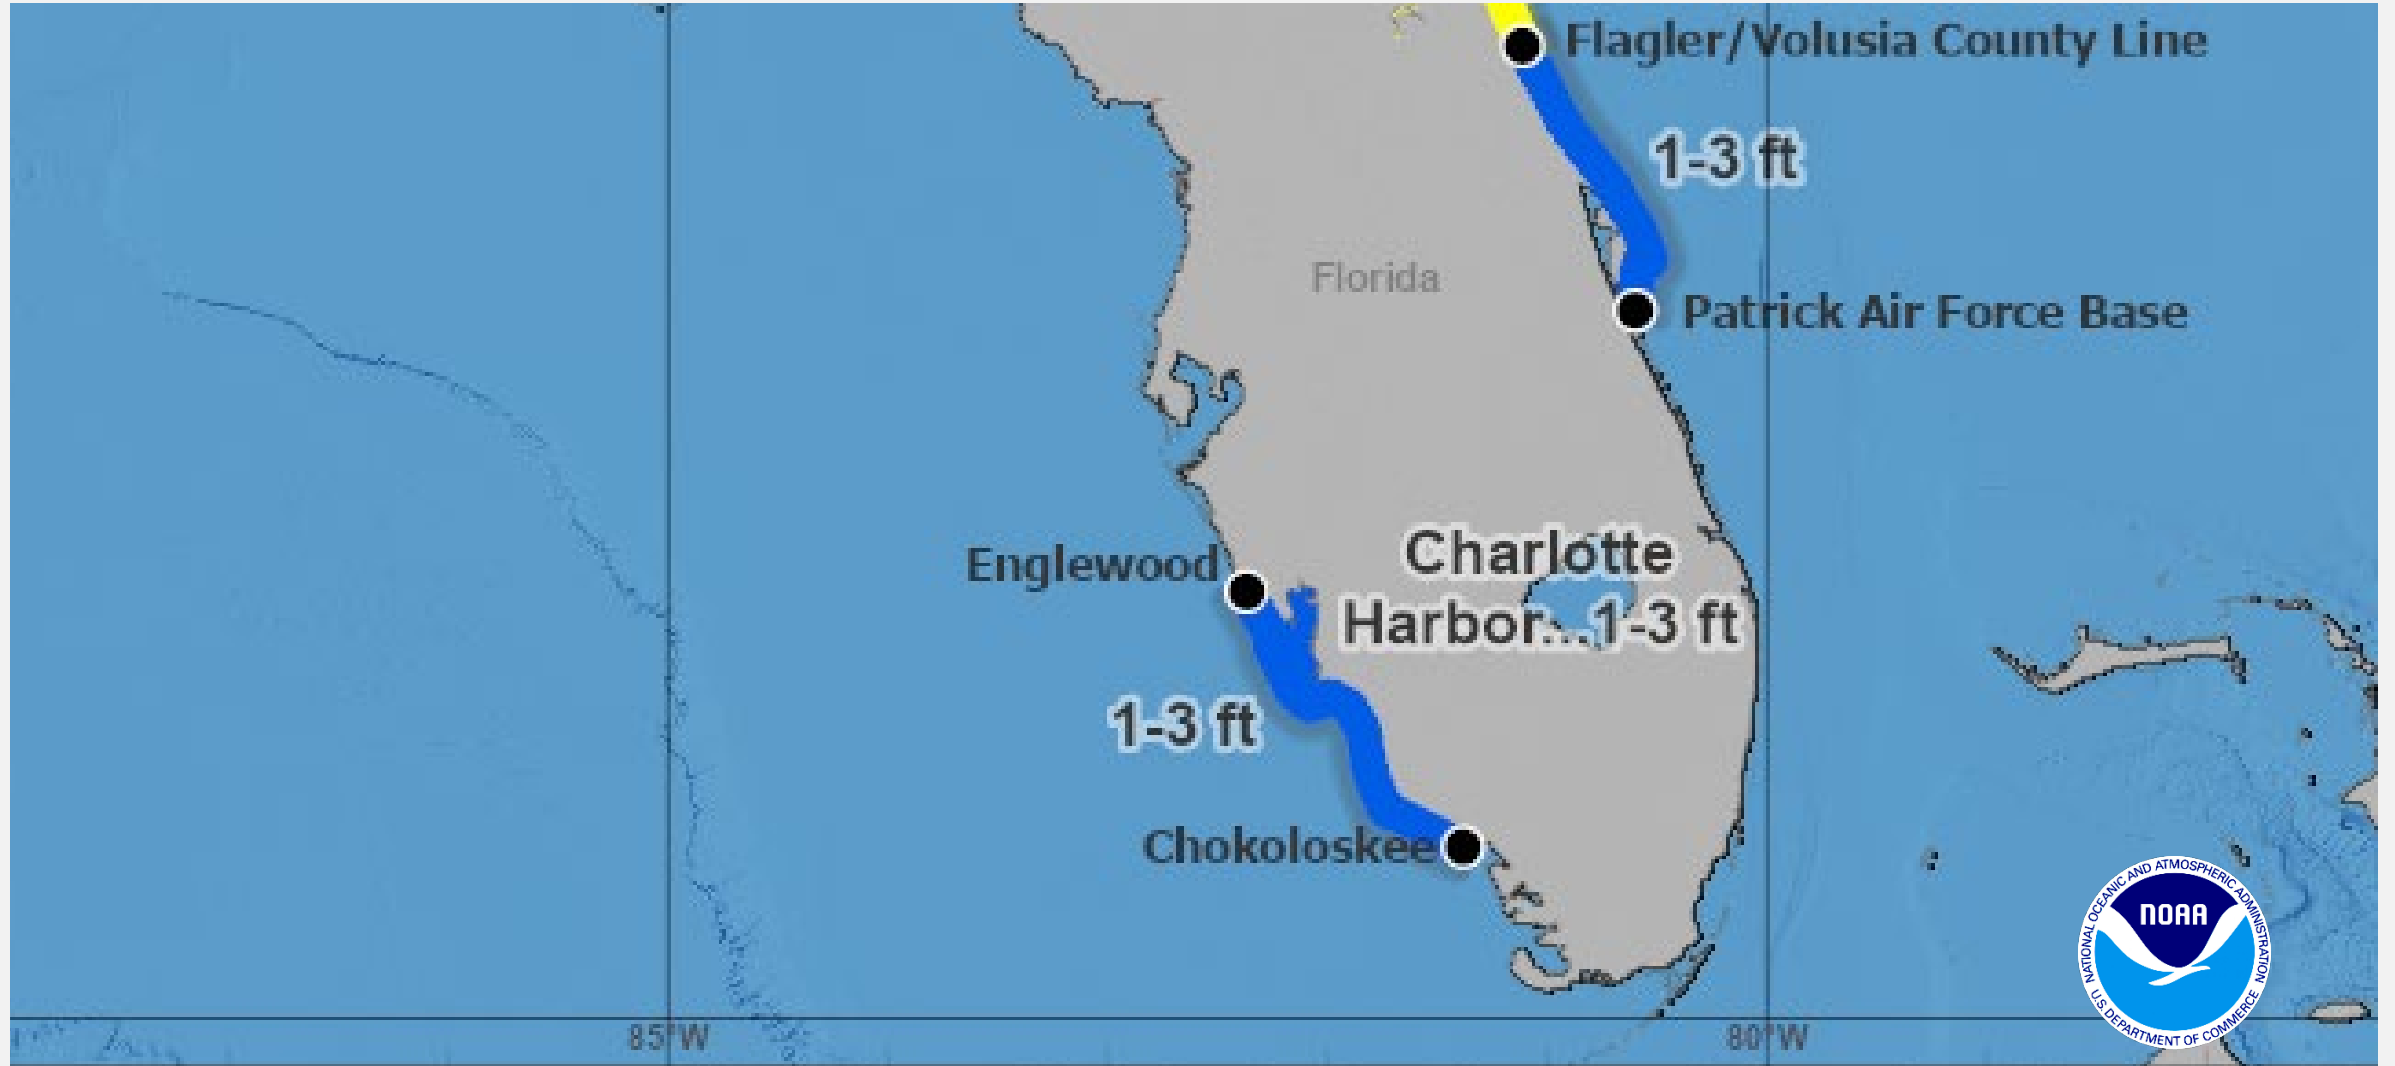 Flagler/Volusia County Line
1-3 ft
Florida
Patrick Air Force Base
Englewood
Charlotte
Harbor...1-3 ft
1-3 ft
Chokoloskee
85°W
80°W
NATIONAL OCEANIC AND ATMOSPHERIC ADMINISTRATION
NOAA
U.S. DEPARTMENT OF COMMERCE